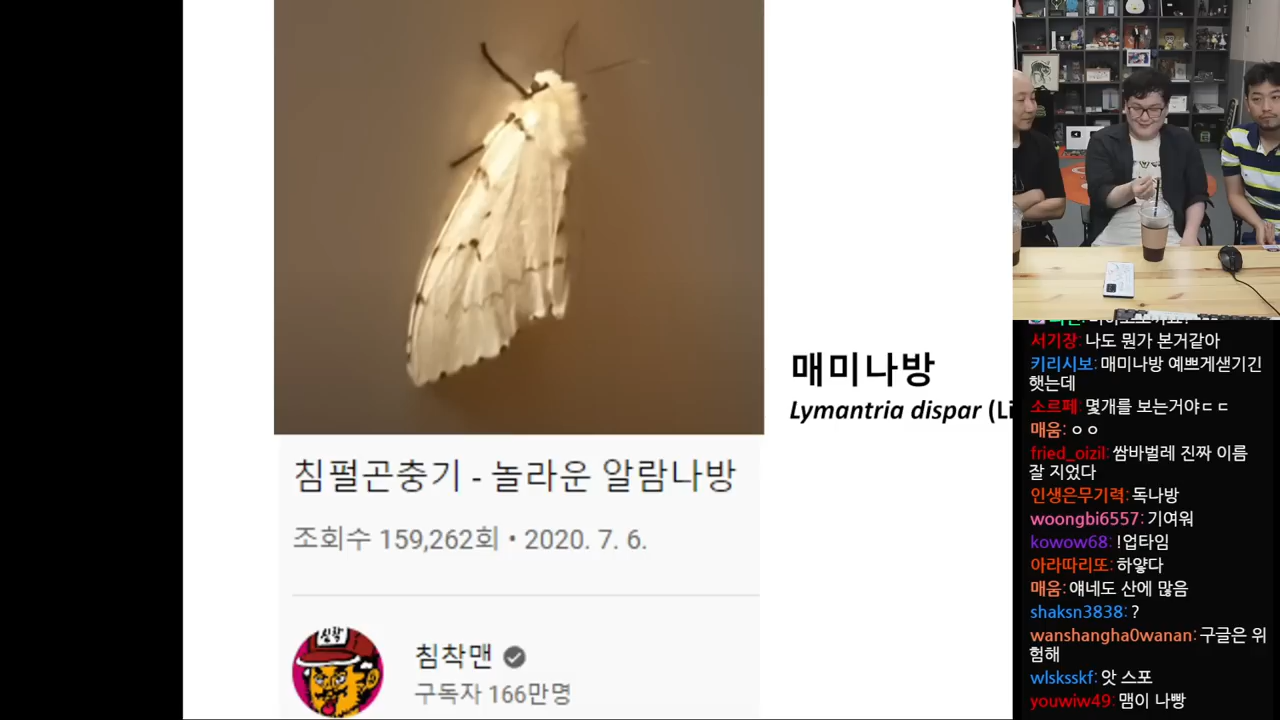 매미나방
Lymantria dispar (Li
침펄곤충기 - 놀라운 알람나방
조회수 159,262회 • 2020. 7. 6.
침착
침착맨
구독자 166만명
서기장: 나도 뭔가 본거같아
키리시보: 매미나방 예쁘게샏기긴
햇는데
소르페: 몇개를 보는거야ㄷㄷ
매움: ㅇㅇ
fried_oizil: 쌈바벌레 진짜 이름
잘 지었다
인생은무기력: 독나방
woongbi6557: 기여워
kowow68: !업타임
아라따리또: 하얗다
매움: 얘네도 산에 많음
shaksn3838: ?
wanshangha0wanan: 구글은 위
험해
wlsksskf: 앗 스포
youwiw49: 맴이 나빵